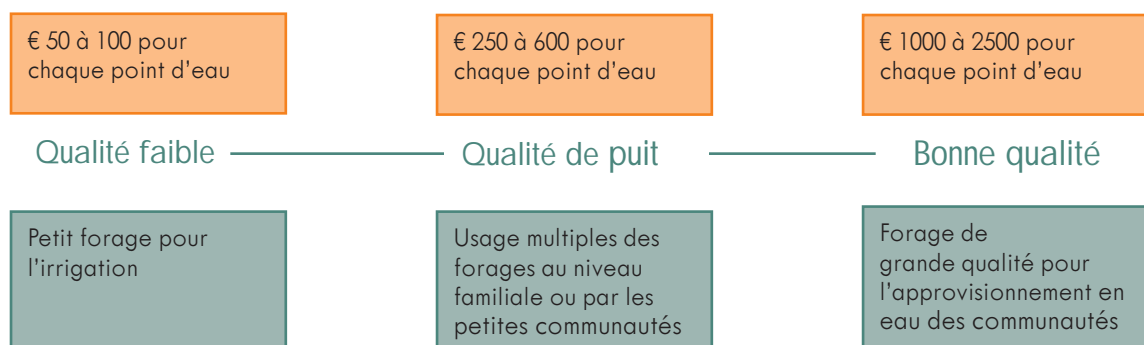 € 50 à 100 pour
chaque point d'eau
€ 250 à 600 pour
chaque point d'eau
€ 1000 à 2500 pour
chaque point d'eau
Qualité faible
Qualité de puit
Bonne qualité
Petit forage pour
l'irrigation
Usage multiples des
forages au niveau
familiale ou par les
petites communautés
Forage de
grande qualité pour
l'approvisionnement en
eau des communautés